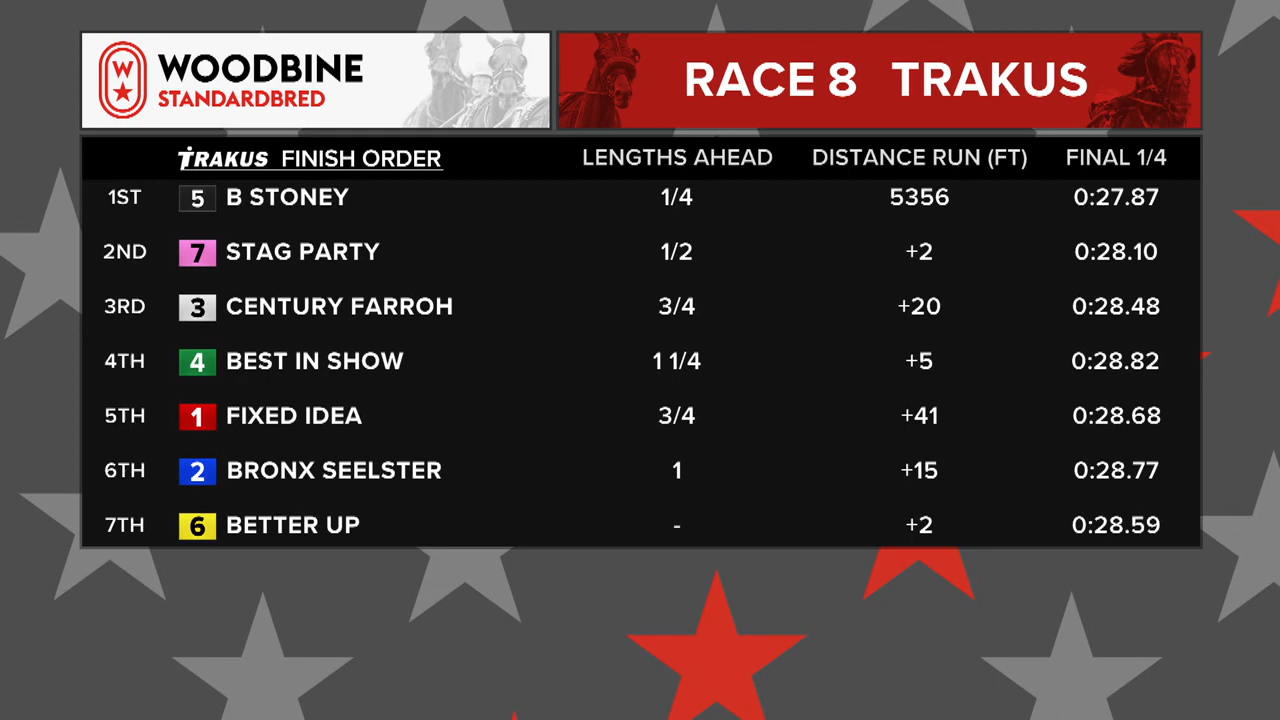 W
WOODBINE
STANDARDBRED
RACE 8 TRAKUS
TRAKUS FINISH ORDER LENGTHS AHEAD DISTANCE RUN (FT) FINAL 1/4
1ST 5 B STONEY 1/4 5356 0:27.87
2ND 7 STAG PARTY 1/2 +2 0:28.10
3RD 3 CENTURY FARROH 3/4 +20 0:28.48
4TH 4 BEST IN SHOW 1 1/4 +5 0:28.82
5TH 1 FIXED IDEA 3/4 +41 0:28.68
6TH 2 BRONX SEELSTER 1 +15 0:28.77
7TH 6 BETTER UP - +2 0:28.59